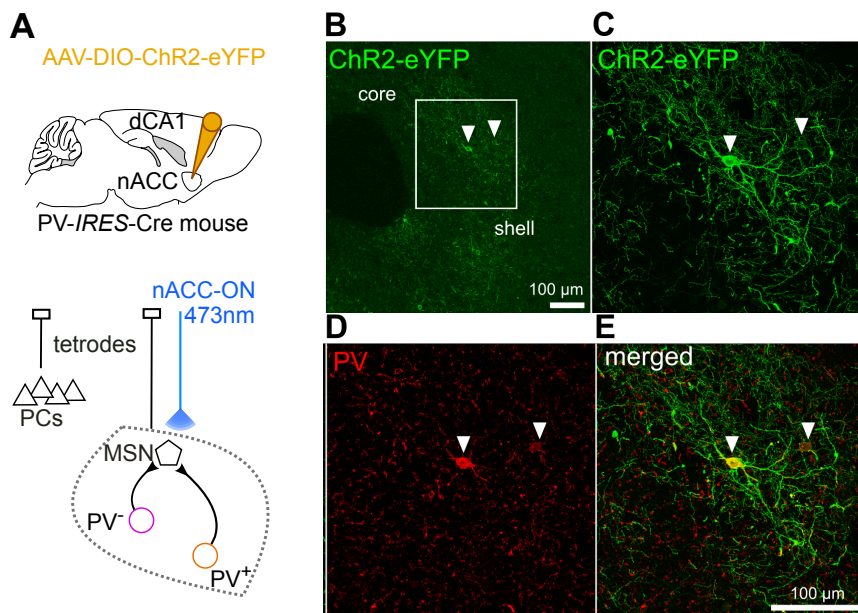 A
AAV-DIO-ChR2-eYFP
dCA1
nACC
PV-IRES-Cre mouse
nACC-ON
473nm
tetrodes
PCs
MSN
PV-
PV+
B
ChR2-eYFP
core
shell
100 µm
C
ChR2-eYFP
D
PV
E
merged
100 µm